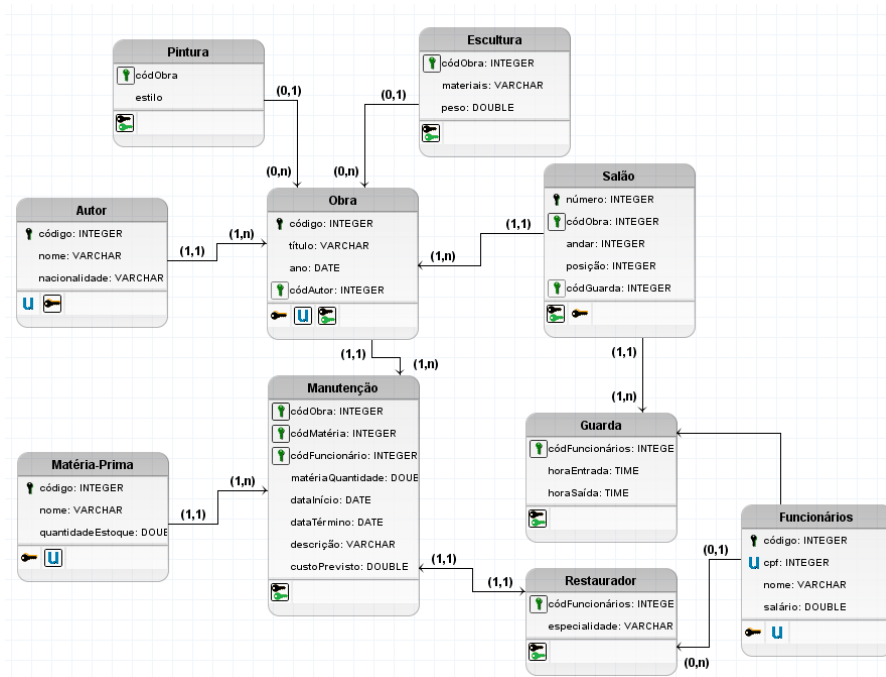 Pintura
códObra
estilo
(0,1)
(0,n)
Escultura
códObra: INTEGER
materiais: VARCHAR
peso: DOUBLE
(0,1)
(0,n)
Autor
código: INTEGER
nome: VARCHAR
nacionalidade: VARCHAR
U
(1,1)
(1,n)
Obra
código: INTEGER
título: VARCHAR
ano: DATE
códAutor: INTEGER
U
(1,n)
(1,1)
Salão
número: INTEGER
códObra: INTEGER
andar: INTEGER
posição: INTEGER
códGuarda: INTEGER
(1,1)
(1,n)
(1,1)
(1,n)
Manutenção
códObra: INTEGER
códMatéria: INTEGER
códFuncionário: INTEGER
matériaQuantidade: DOUB
dataInício: DATE
dataTérmino: DATE
descrição: VARCHAR
custoPrevisto: DOUBLE
Guarda
códFuncionários: INTEGE
horaEntrada: TIME
horaSaída: TIME
Matéria-Prima
código: INTEGER
nome: VARCHAR
quantidadeEstoque: DOUB
U
(1,1)
(1,n)
(1,1)
(1,1)
Restaurador
códFuncionários: INTEGE
especialidade: VARCHAR
(0,1)
(0,n)
Funcionários
código: INTEGER
U cpf: INTEGER
nome: VARCHAR
salário: DOUBLE
U